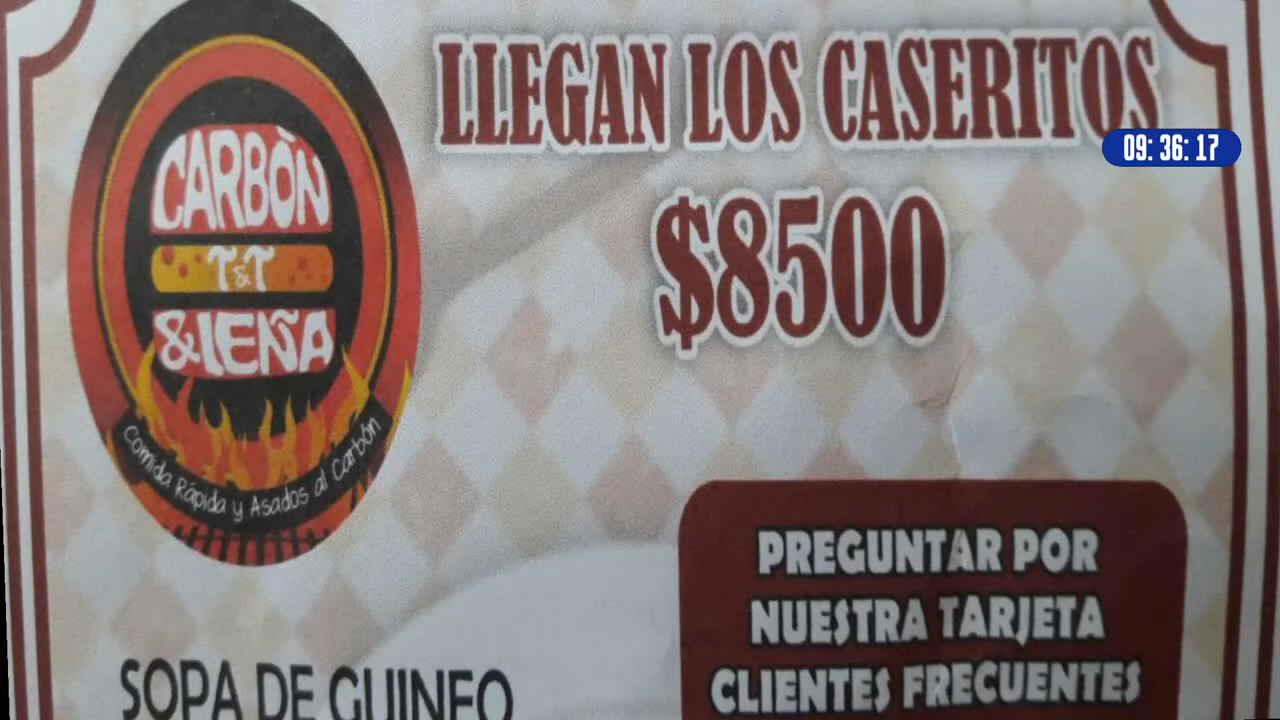 LLEGAN LOS CASERITOS
09: 36: 17
$8500
CARBÓN
T&T
&lEÑA
Comida Rápida y Asados al Carbón
PREGUNTAR POR
NUESTRA TARJETA
CLIENTES FRECUENTES
SOPA DE GUINEO